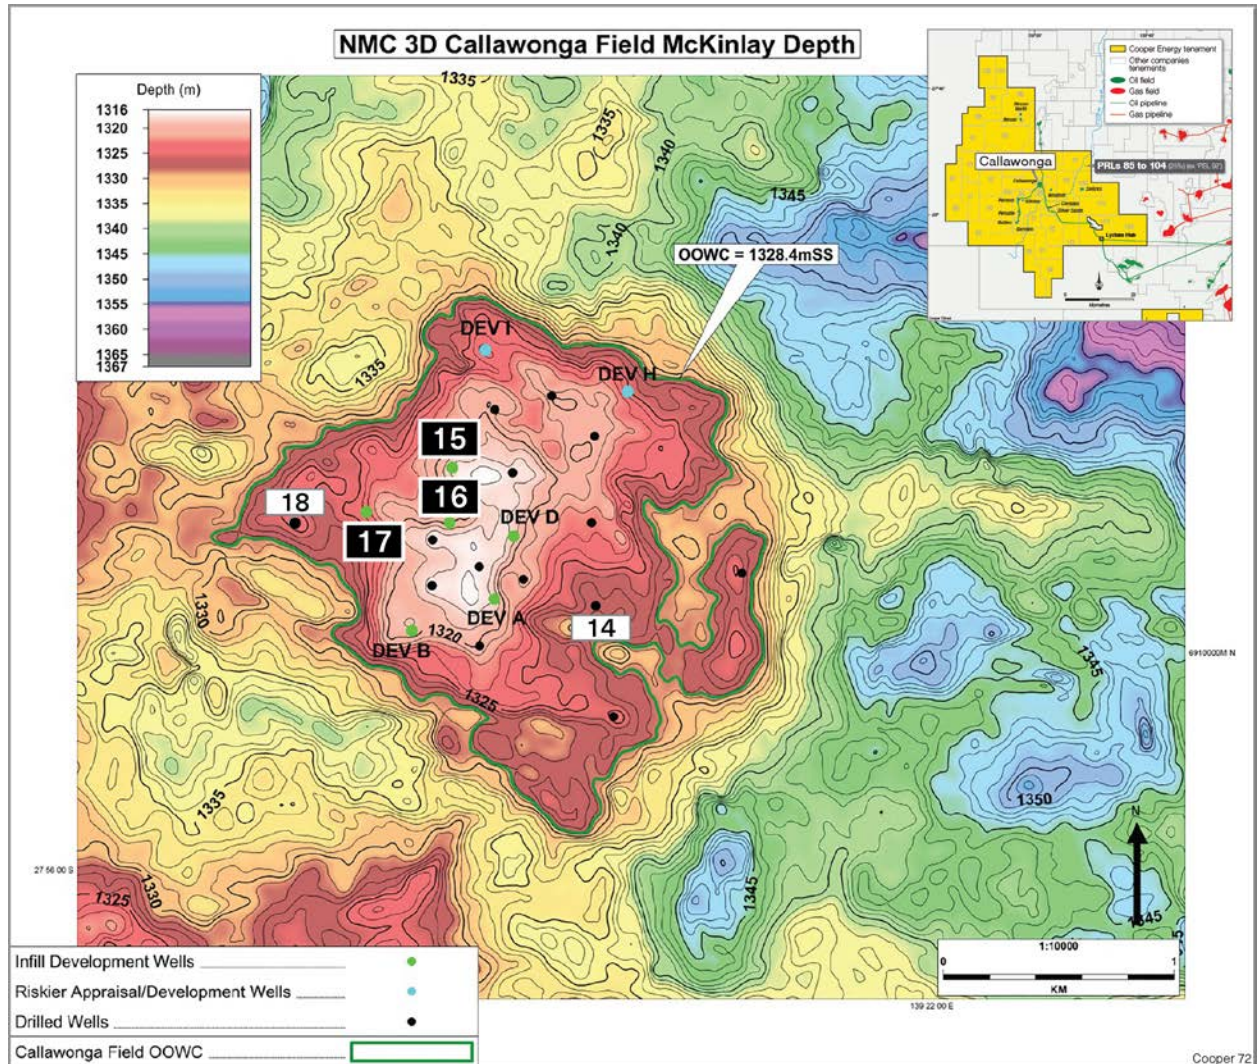 NMC 3D Callawonga Field McKinlay Depth
Depth (m)
1316
1320
1325
1330
1335
1340
1345
1350
1355
1360
1365
1367
Cooper Energy tenement
Other companies
tenements
Oil field
Gas field
Oil pipeline
Gas pipeline
Callawonga
PRLs 85 to 104
Lycium Hub
N
kilometres
1335
1335
1340
1345
1340
OOWC = 1328.4mSS
DEV I
DEV H
1335
15
16
18
DEV D
17
1330
DEV A
14
1320
DEV B
6910000M N
1345
1325
1335
1350
27 56 00 S
1330
1325
1345
N
1345
1:10000
0 1
KM
139 22 00 E
Infill Development Wells
Riskier Appraisal/Development Wells
Drilled Wells
Callawonga Field OOWC
Cooper 72